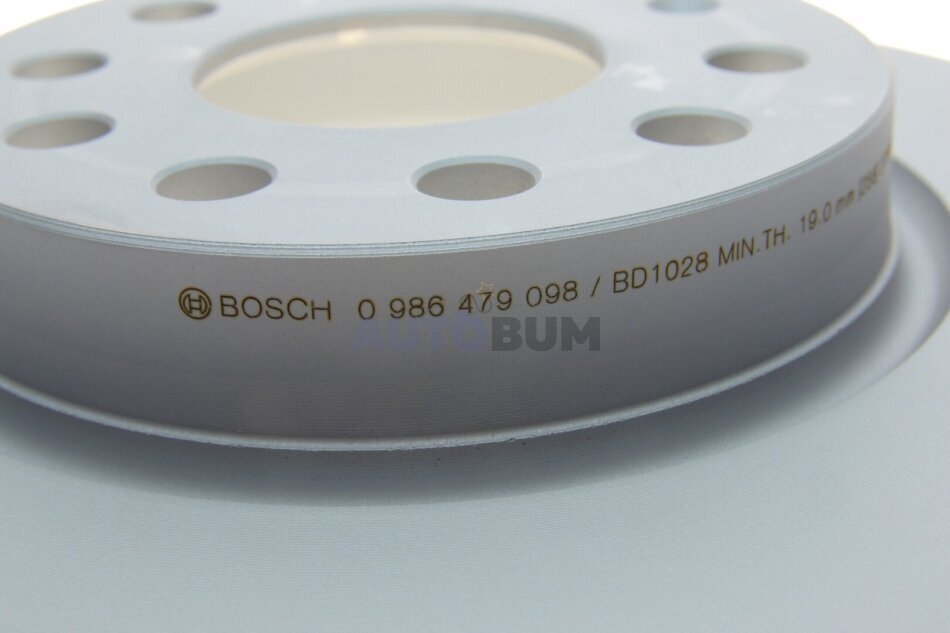 BOSCH 0 986 479 098 / BD1028 MIN.TH. 19.0 mm
AUTOBUM